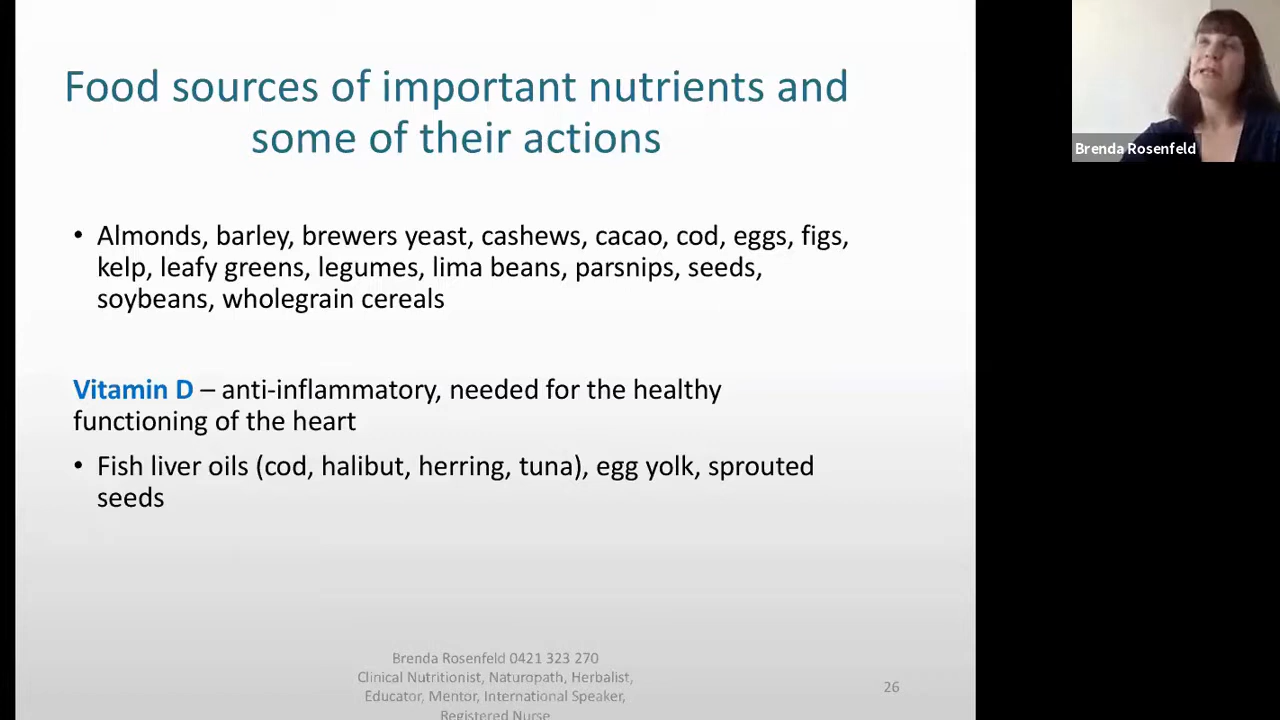 Food sources of important nutrients and
some of their actions
• Almonds, barley, brewers yeast, cashews, cacao, cod, eggs, figs,
kelp, leafy greens, legumes, lima beans, parsnips, seeds,
soybeans, wholegrain cereals
Vitamin D – anti-inflammatory, needed for the healthy
functioning of the heart
• Fish liver oils (cod, halibut, herring, tuna), egg yolk, sprouted
seeds
Brenda Rosenfeld 0421 323 270
Clinical Nutritionist, Naturopath, Herbalist,
Educator, Mentor, International Speaker,
Registered Nurse
26
Brenda Rosenfeld